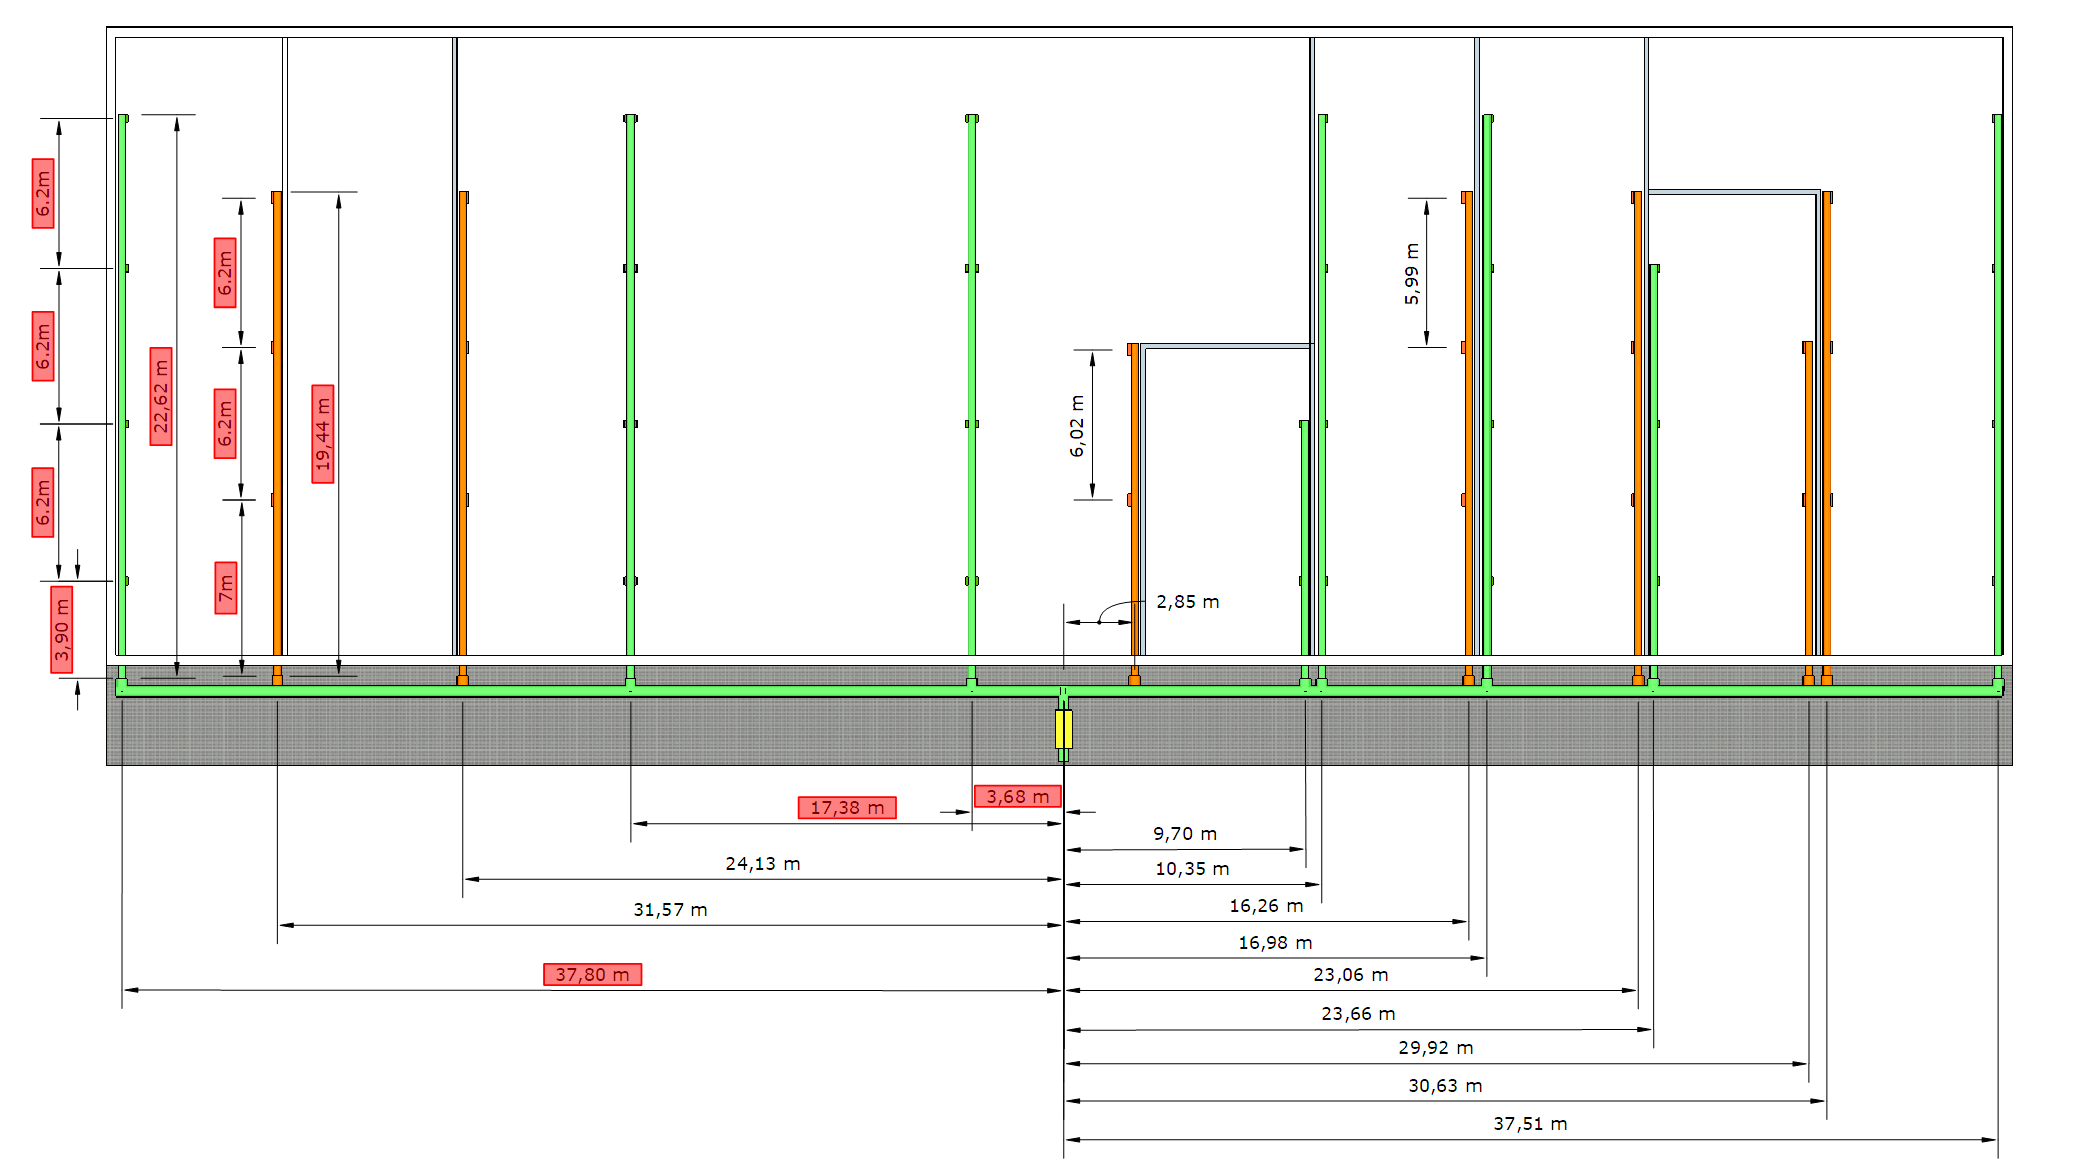 6.2m
6.2m
6.2m
3,90 m
22,62 m
6.2m
6.2m
7m
19,44 m
5,99 m
6,02 m
2,85 m
3,68 m
17,38 m
9,70 m
24,13 m
10,35 m
31,57 m
16,26 m
16,98 m
37,80 m
23,06 m
23,66 m
29,92 m
30,63 m
37,51 m